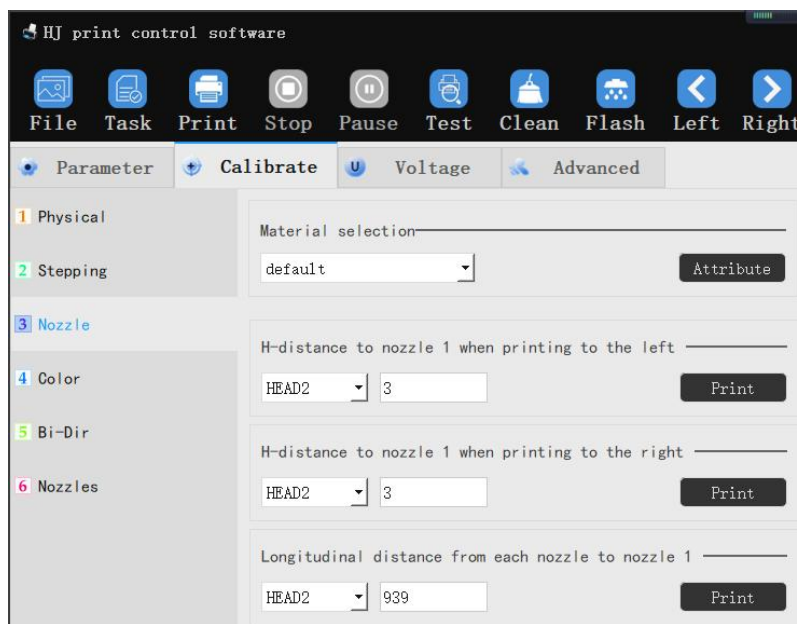 HJ print control software
File Task Print Stop Pause Test Clean Flash Left Right
Parameter Calibrate U Voltage Advanced
1 Physical
2 Stepping
3 Nozzle
4 Color
5 Bi-Dir
6 Nozzles
Material selection
default Attribute
H-distance to nozzle 1 when printing to the left
HEAD2 3 Print
H-distance to nozzle 1 when printing to the right
HEAD2 3 Print
Longitudinal distance from each nozzle to nozzle 1
HEAD2 939 Print